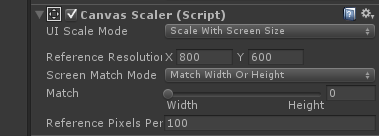 Canvas Scaler (Script)
UI Scale Mode Scale With Screen Size
Reference Resolution X 800 Y 600
Screen Match Mode Match Width Or Height
Match 0
Width Height
Reference Pixels Per 100